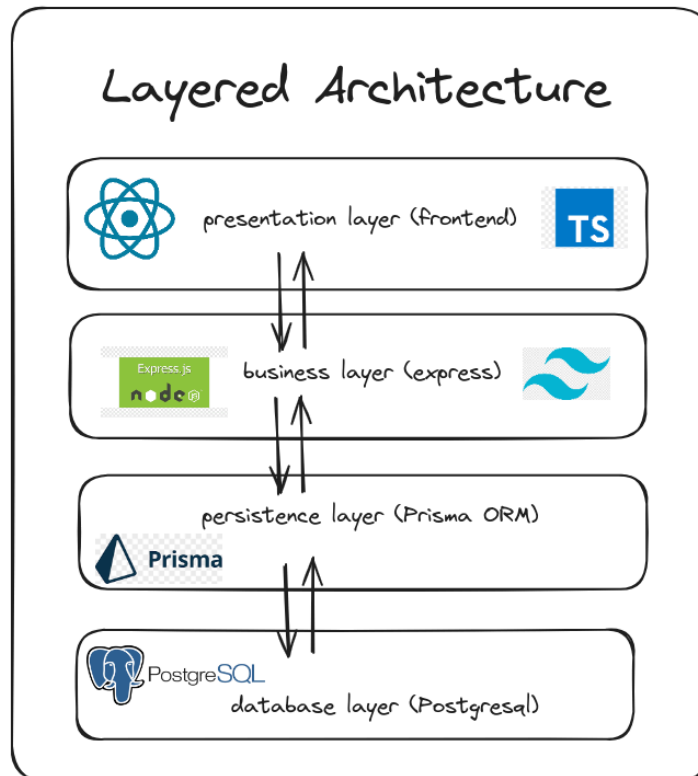 Layered Architecture
presentation layer (frontend)
TS
Express.js
node
JS
business layer (express)
persistence layer (Prisma ORM)
Prisma
PostgreSQL
database layer (Postgresql)